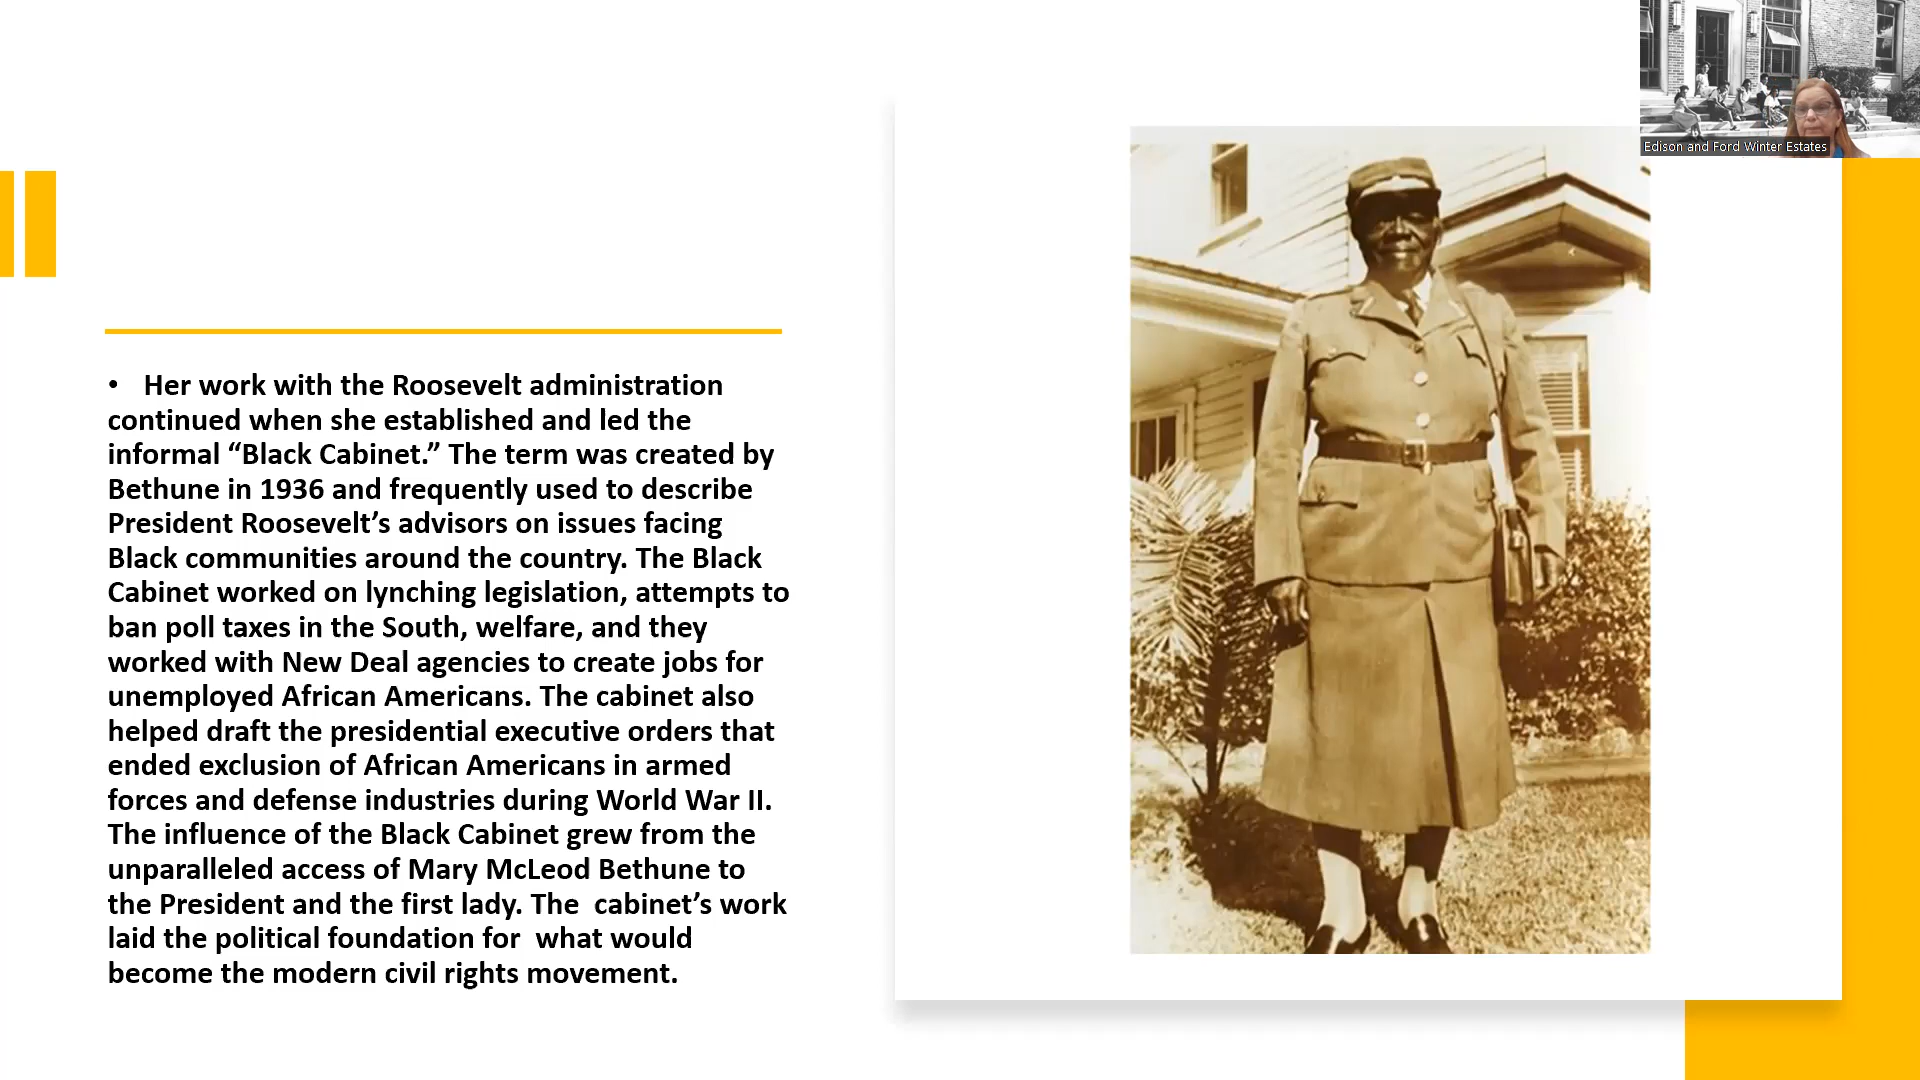 Edison and Ford Winter Estates
• Her work with the Roosevelt administration
continued when she established and led the
informal “Black Cabinet.” The term was created by
Bethune in 1936 and frequently used to describe
President Roosevelt’s advisors on issues facing
Black communities around the country. The Black
Cabinet worked on lynching legislation, attempts to
ban poll taxes in the South, welfare, and they
worked with New Deal agencies to create jobs for
unemployed African Americans. The cabinet also
helped draft the presidential executive orders that
ended exclusion of African Americans in armed
forces and defense industries during World War II.
The influence of the Black Cabinet grew from the
unparalleled access of Mary McLeod Bethune to
the President and the first lady. The  cabinet’s work
laid the political foundation for  what would
become the modern civil rights movement.